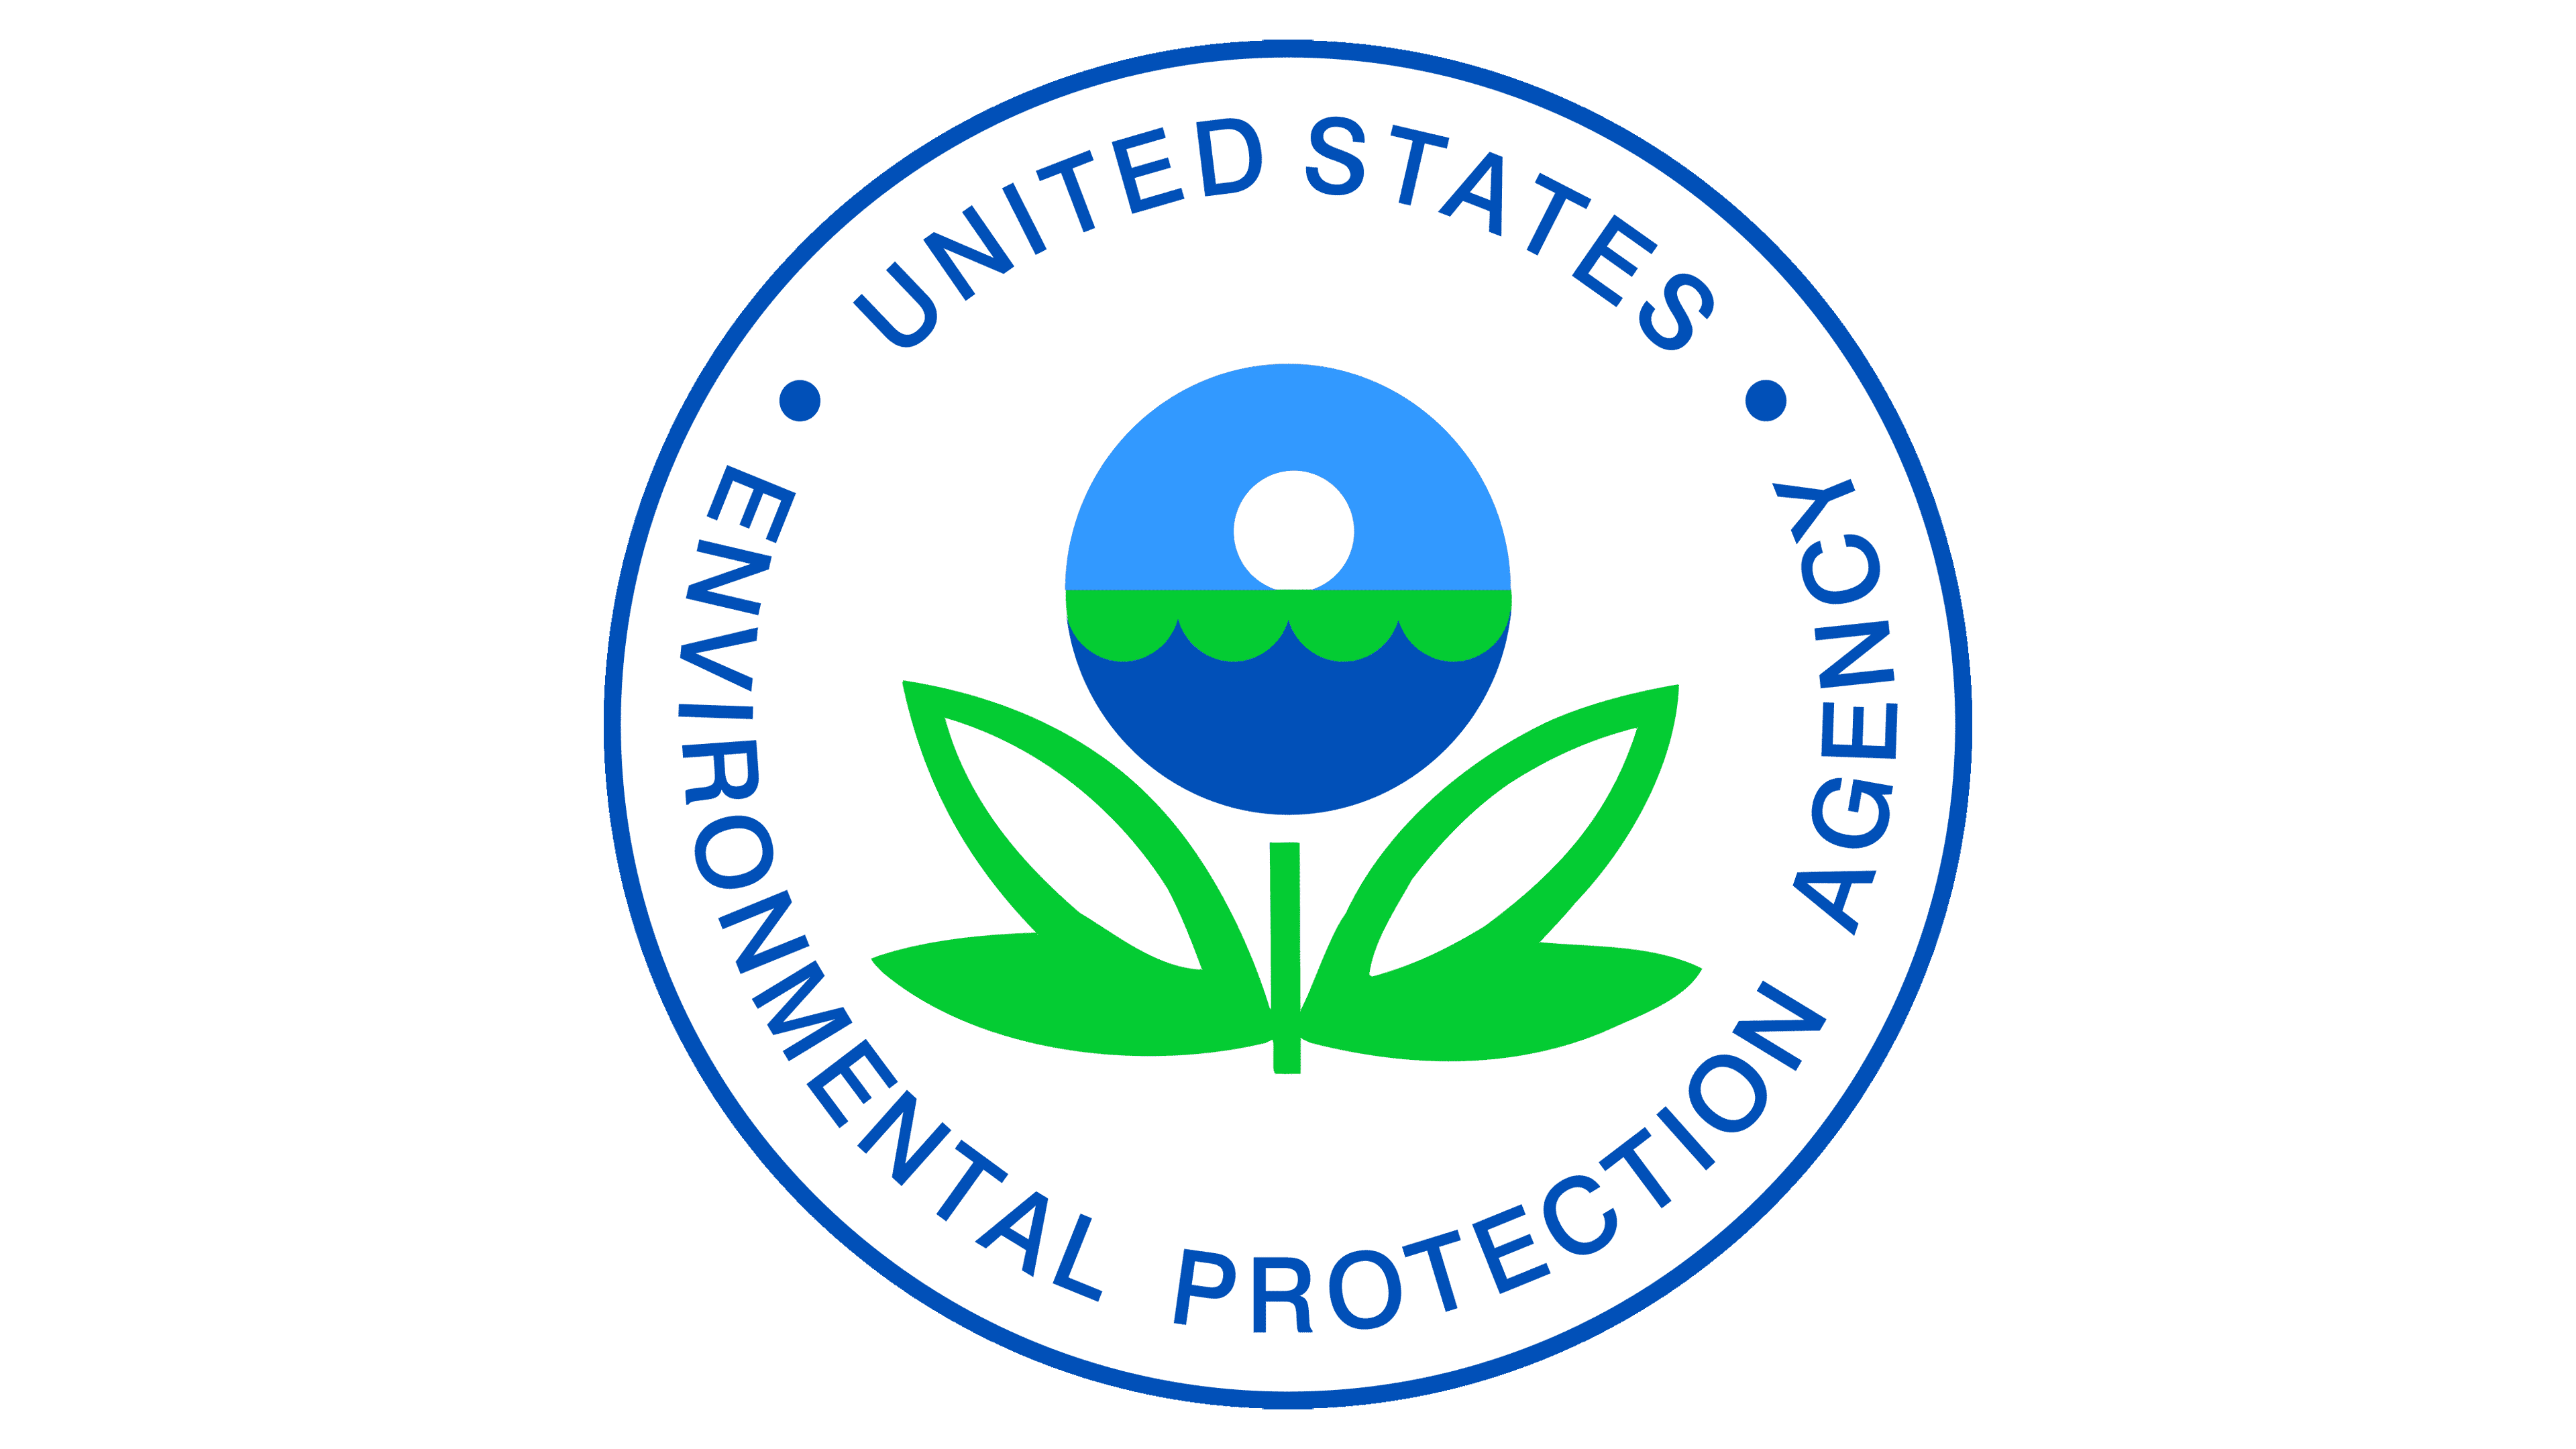 • UNITED STATES •
ENVIRONMENTAL PROTECTION AGENCY